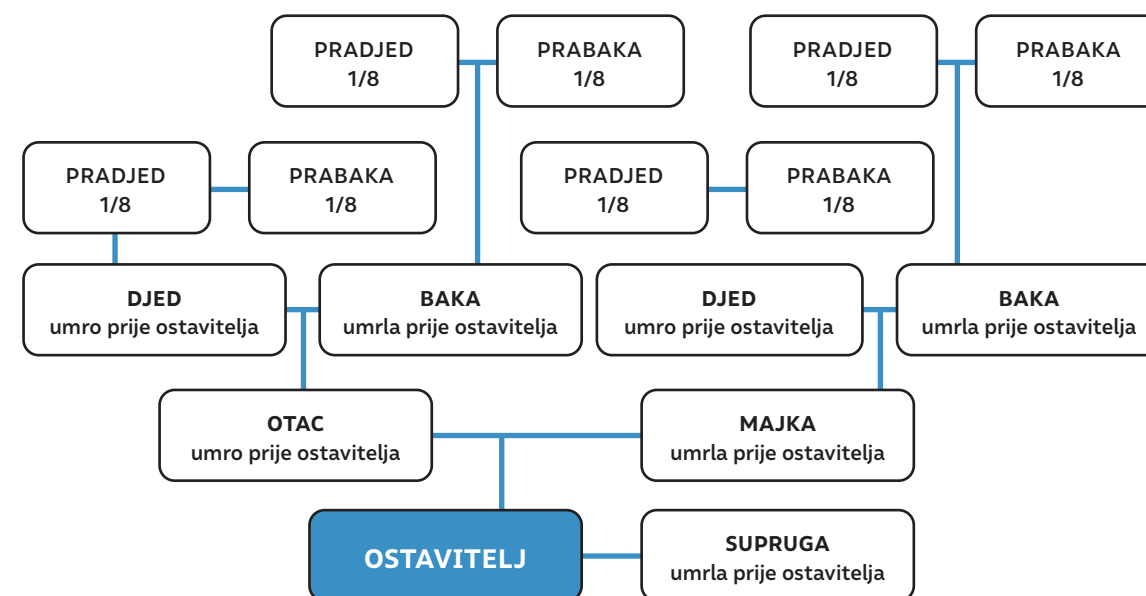 PRADJED
1/8
PRABAKA
1/8
PRADJED
1/8
PRABAKA
1/8
PRADJED
1/8
PRABAKA
1/8
PRADJED
1/8
PRABAKA
1/8
DJED
umro prije ostavitelja
BAKA
umrla prije ostavitelja
DJED
umro prije ostavitelja
BAKA
umrla prije ostavitelja
OTAC
umro prije ostavitelja
MAJKA
umrla prije ostavitelja
OSTAVITELJ
SUPRUGA
umrla prije ostavitelja